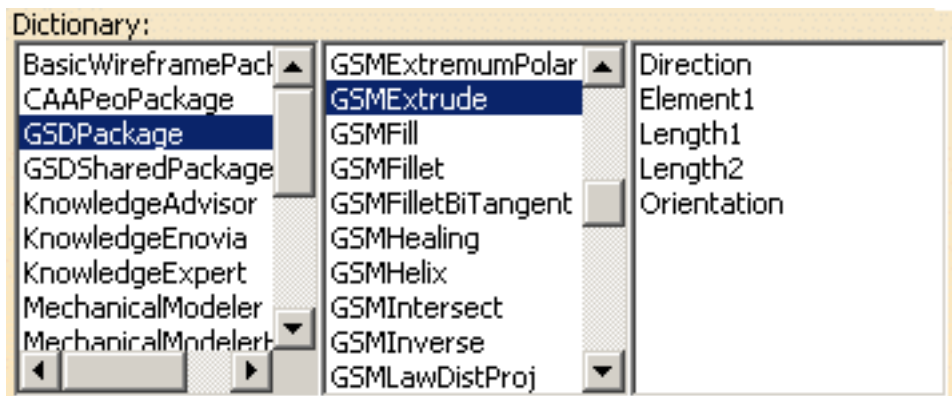 Dictionary:
BasicWireframePack
CAAPeoPackage
GSDPackage
GSDSharedPackage
KnowledgeAdvisor
KnowledgeEnovia
KnowledgeExpert
MechanicalModeler
MechanicalModeler
GSMExtremumPolar
GSMExtrude
GSMFill
GSMFillet
GSMFilletBiTangent
GSMHealing
GSMHelix
GSMIntersect
GSMInverse
GSMLawDistProj
Direction
Element1
Length1
Length2
Orientation